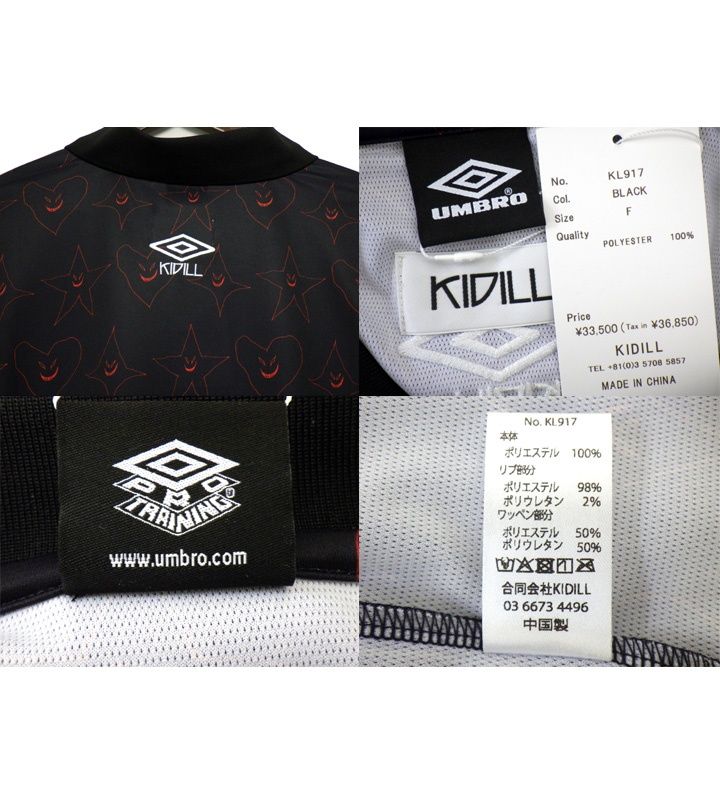 KIDILL
UMBRO®
KIDILL
No. KL917
Col. BLACK
Size F
Quality POLYESTER 100%
Price
¥33,500 (Tax in ¥36,850)
KIDILL
TEL +81(0)3 5708 5857
MADE IN CHINA
PRO
TRAINING
www.umbro.com
No. KL917
本体
ポリエステル 100%
リブ部分
ポリエステル 98%
ポリウレタン 2%
ワッペン部分
ポリエステル 50%
ポリウレタン 50%
合同会社KIDILL
03 6673 4496
中国製